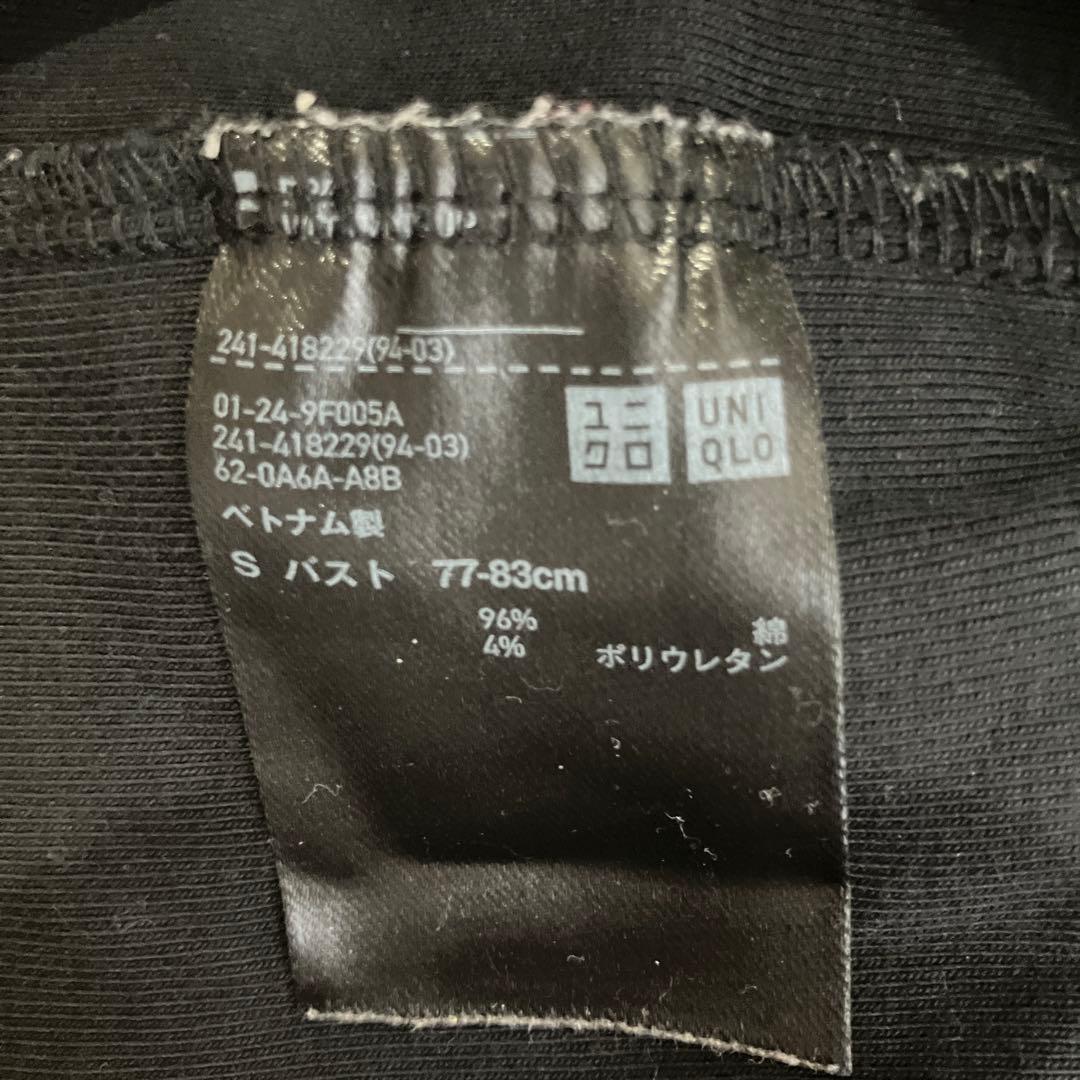 241-418229(94-03)
01-24-9F005A
241-418229(94-03)
62-0A6A-A8B
ユニ
クロ
UNI
QLO
ベトナム製
S バスト 77-83cm
96% 綿
4% ポリウレタン